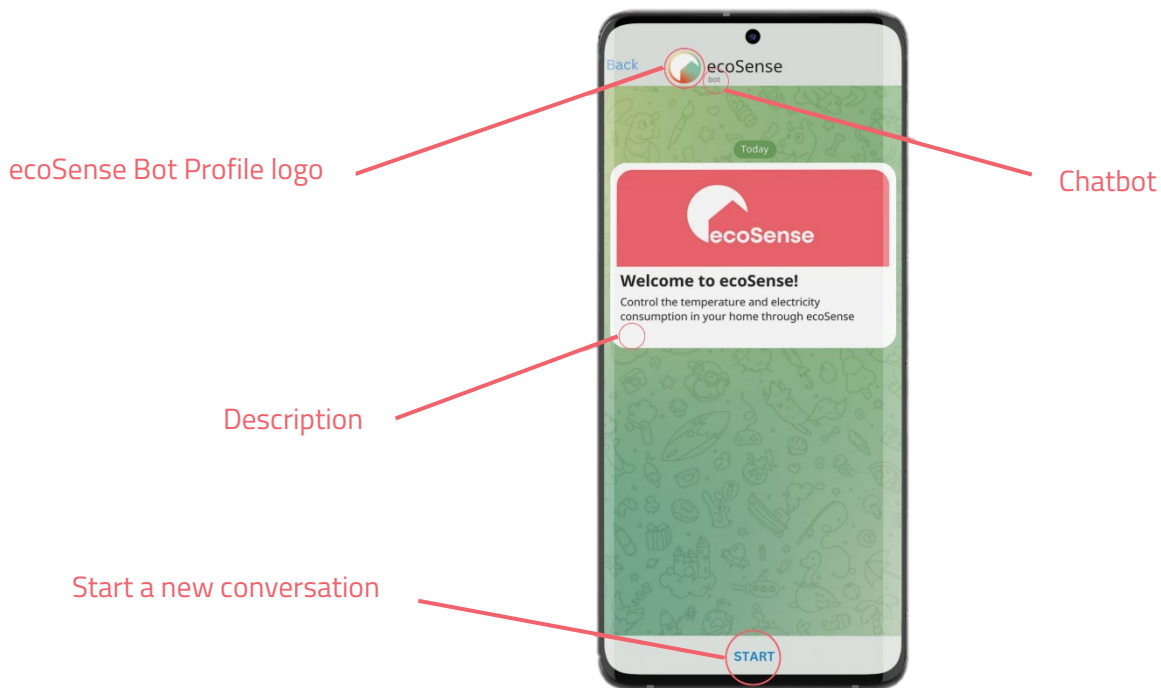 Back
ecoSense
bot
ecoSense Bot Profile logo
Chatbot
Today
ecoSense
Welcome to ecoSense!
Control the temperature and electricity
consumption in your home through ecoSense
Description
Start a new conversation
START